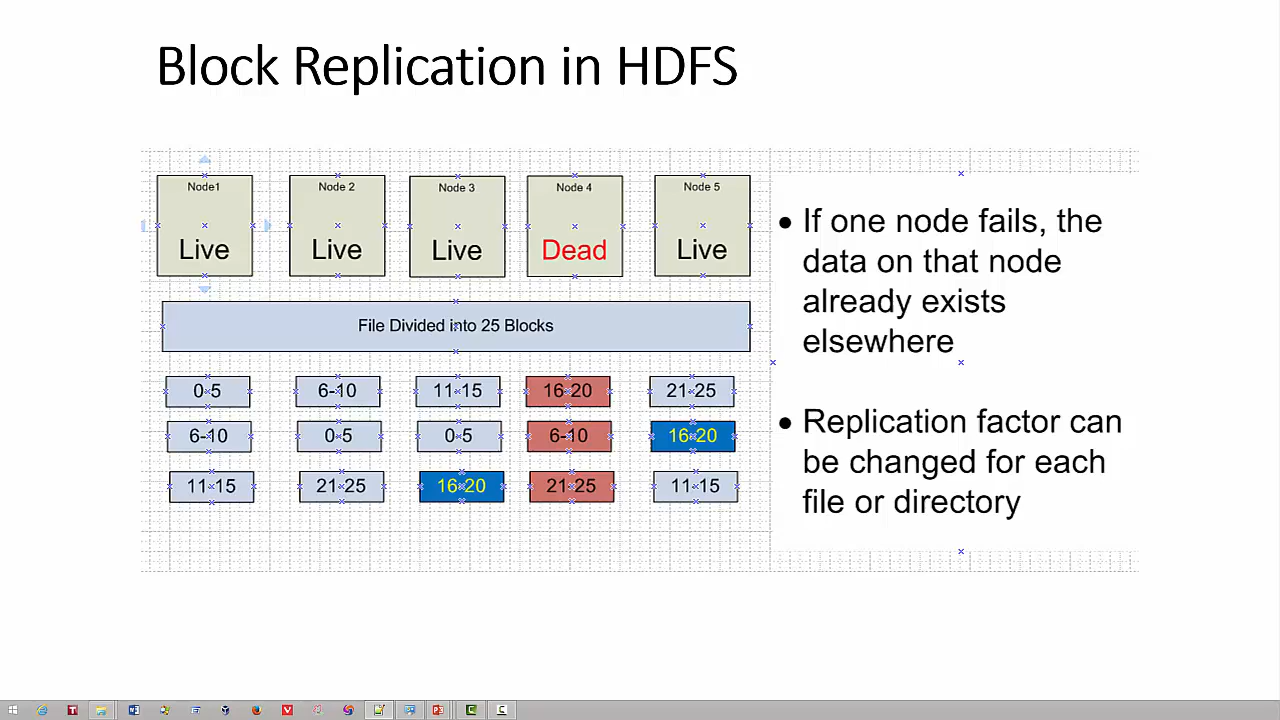 Block Replication in HDFS
Node1
Node 2
Node 3
Node 4
Node 5
Live
Live
Live
Dead
Live
File Divided into 25 Blocks
0-5
6-10
11-15
16-20
21-25
6-10
0-5
0-5
6-10
16-20
11-15
21-25
16-20
21-25
11-15
• If one node fails, the
data on that node
already exists
elsewhere
• Replication factor can
be changed for each
file or directory